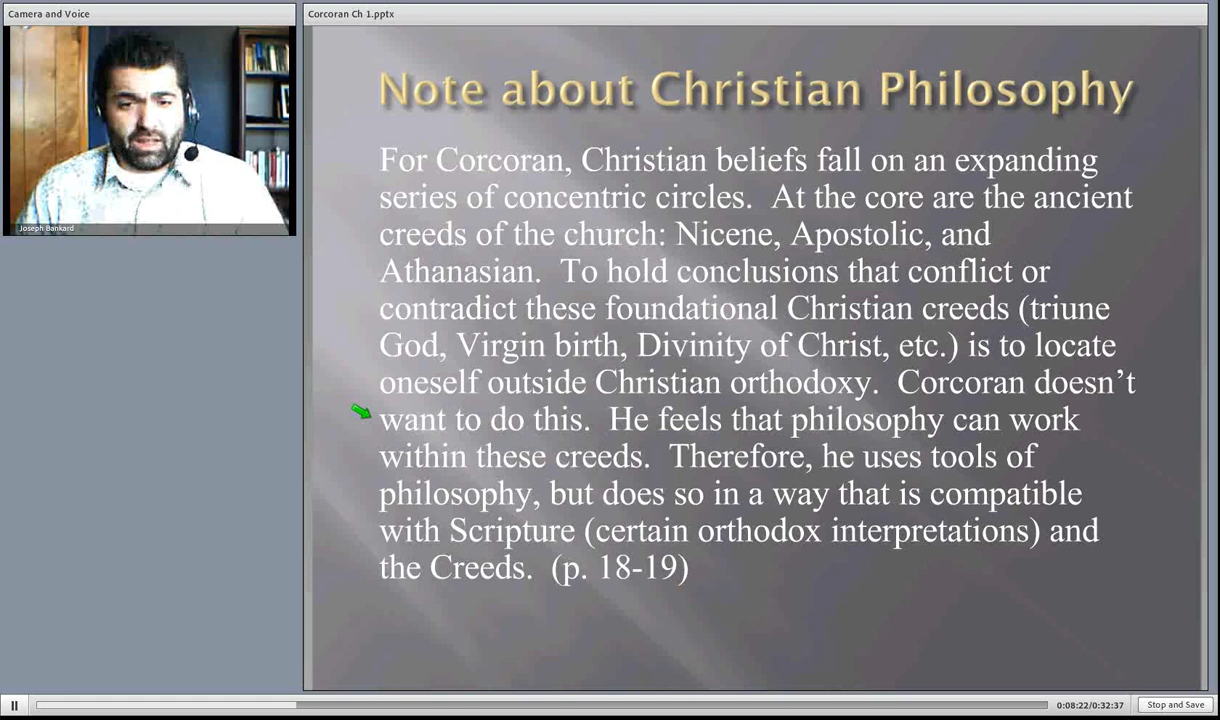 Camera and Voice
Corcoran Ch 1.pptx
Joseph Bankard
Note about Christian Philosophy
For Corcoran, Christian beliefs fall on an expanding
series of concentric circles.  At the core are the ancient
creeds of the church: Nicene, Apostolic, and
Athanasian.  To hold conclusions that conflict or
contradict these foundational Christian creeds (triune
God, Virgin birth, Divinity of Christ, etc.) is to locate
oneself outside Christian orthodoxy.  Corcoran doesn’t
want to do this.  He feels that philosophy can work
within these creeds.  Therefore, he uses tools of
philosophy, but does so in a way that is compatible
with Scripture (certain orthodox interpretations) and
the Creeds.  (p. 18-19)
0:08:22/0:32:37
Stop and Save